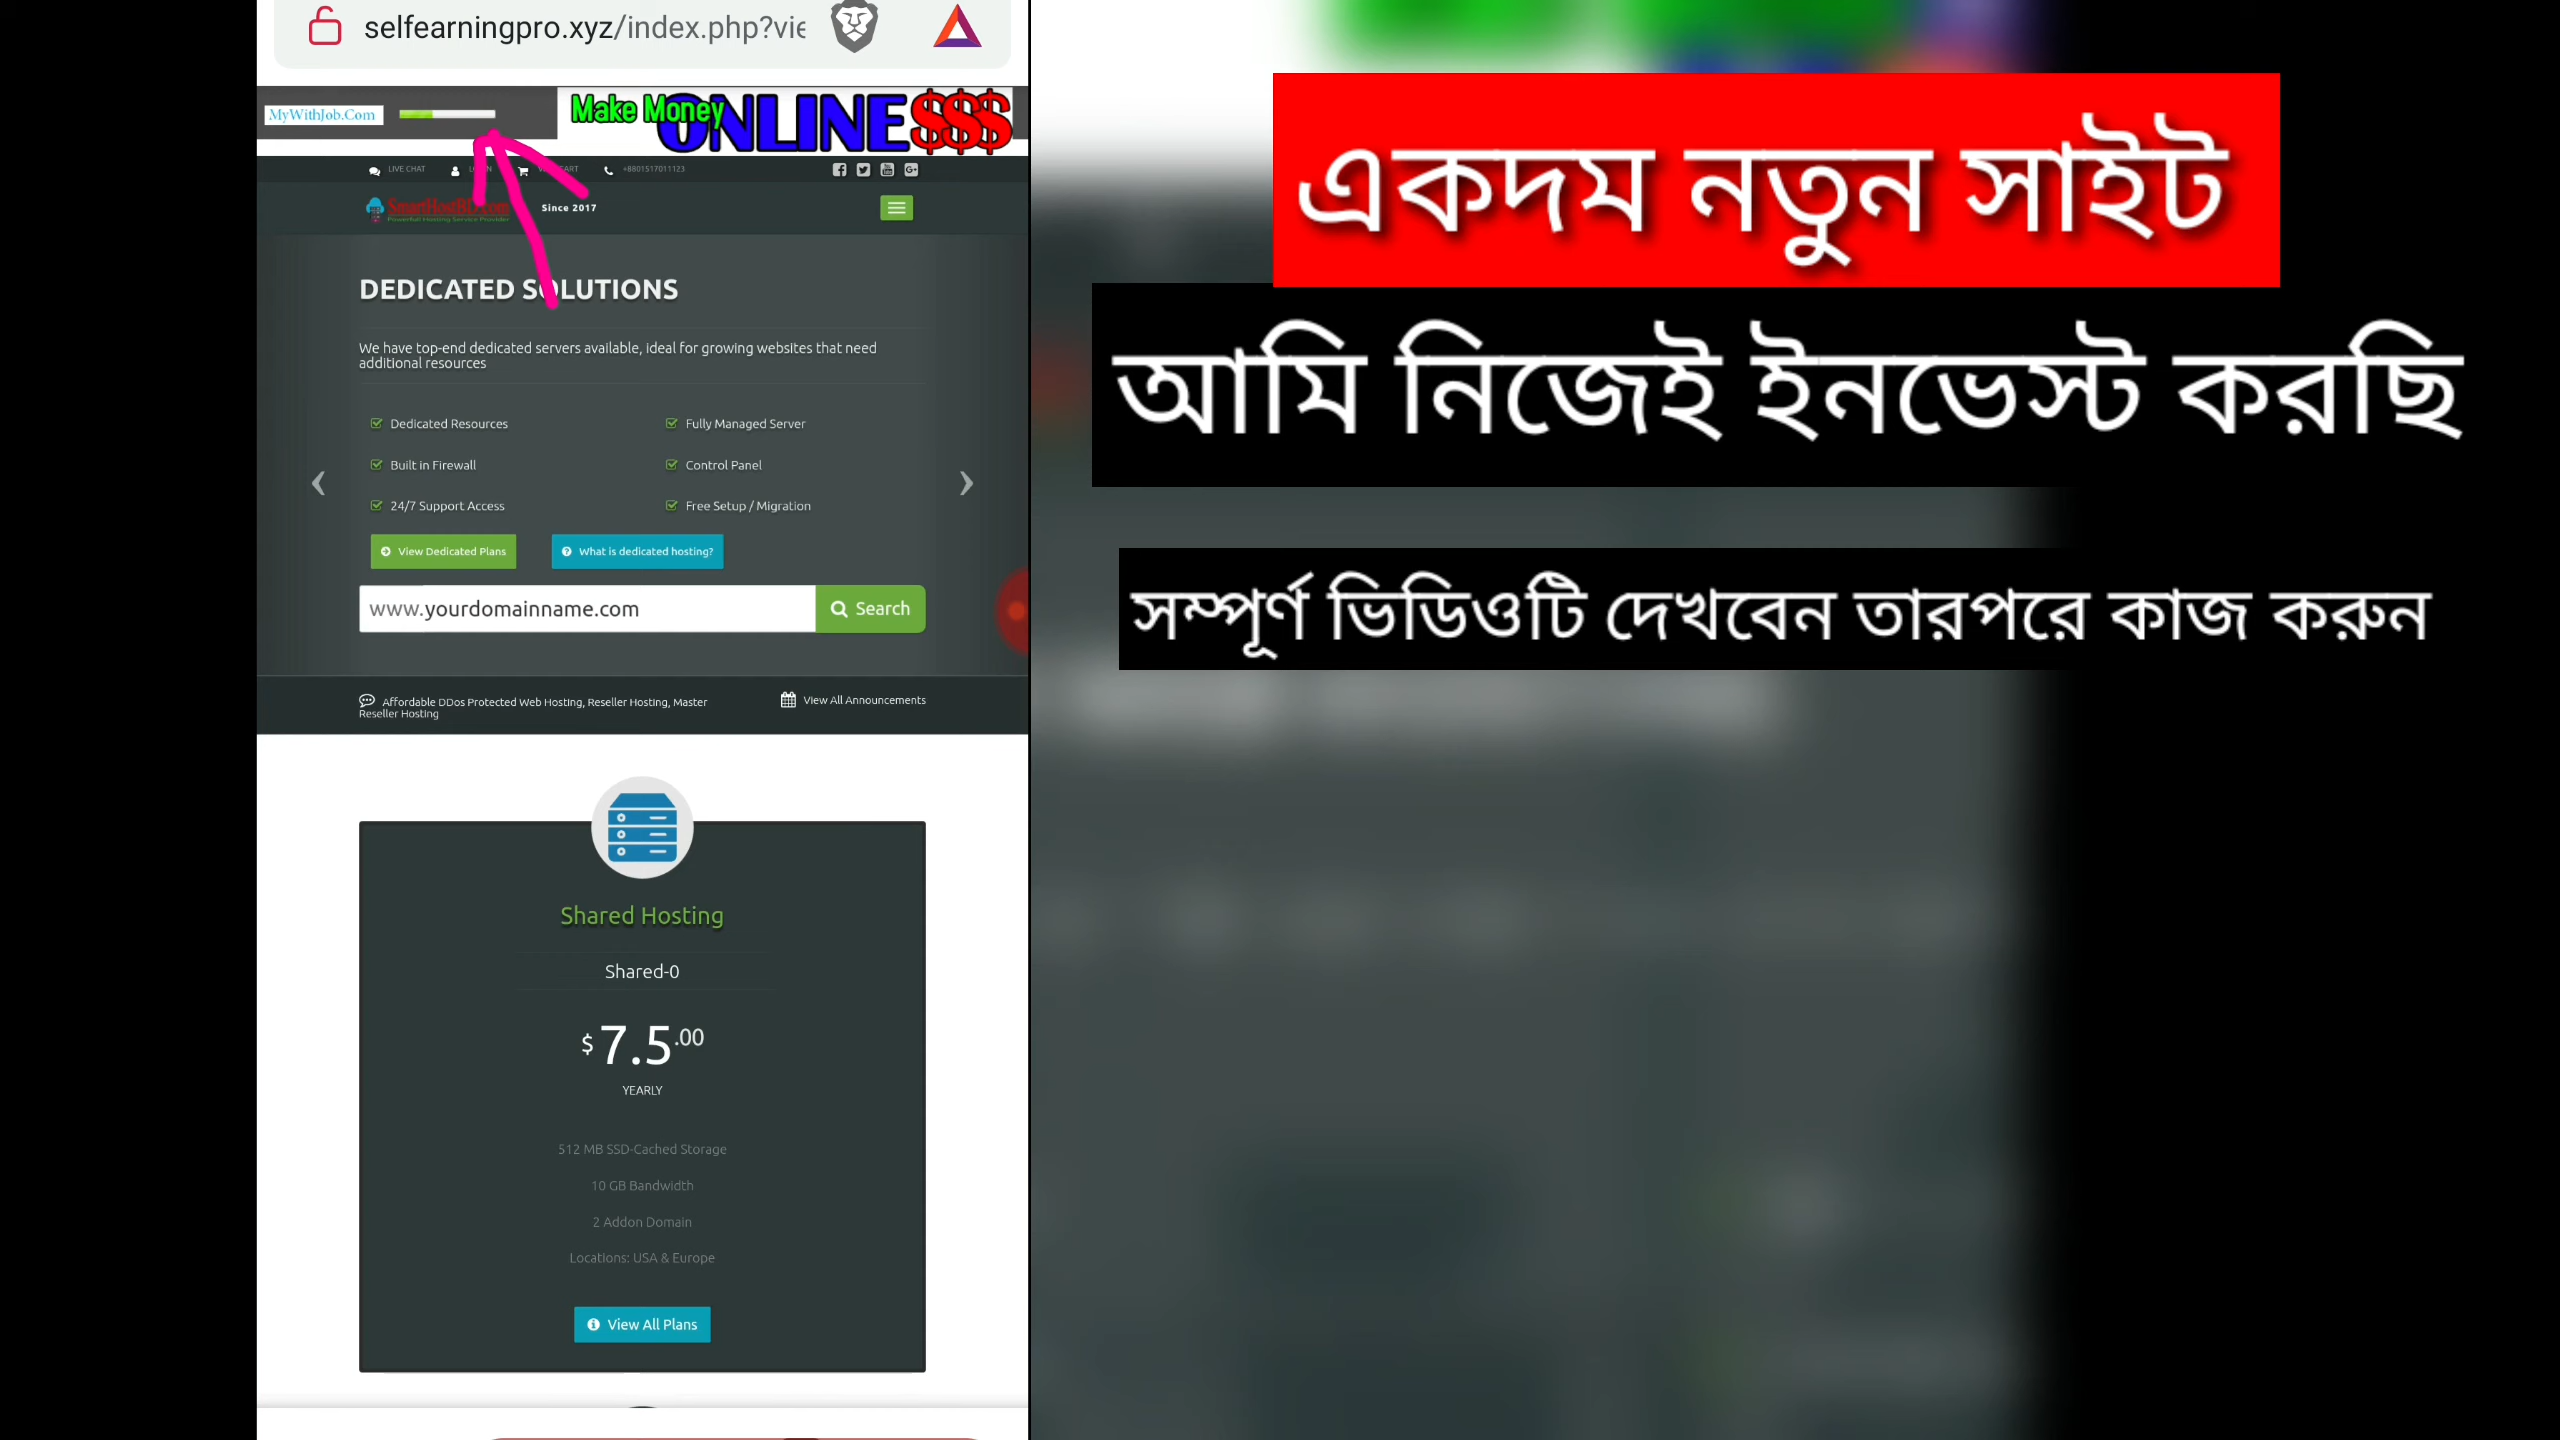 selfearningpro.xyz/index.php?vie
MyWithJob.Com
Make Money ONLINE$$$
LIVE CHAT
+8801517011123
SmartHostBD.com
Since 2017
DEDICATED SOLUTIONS
We have top-end dedicated servers available, ideal for growing websites that need
additional resources
Dedicated Resources
Fully Managed Server
Built in Firewall
Control Panel
24/7 Support Access
Free Setup / Migration
View Dedicated Plans
What is dedicated hosting?
www.yourdomainname.com
Search
Affordable DDos Protected Web Hosting, Reseller Hosting, Master
Reseller Hosting
View All Announcements
Shared Hosting
Shared-0
$7.5.00
YEARLY
512 MB SSD-Cached Storage
10 GB Bandwidth
2 Addon Domain
Locations: USA & Europe
View All Plans
একদম নতুন সাইট
আমি নিজেই ইনভেস্ট করছি
সম্পূর্ণ ভিডিওটি দেখবেন তারপরে কাজ করুন